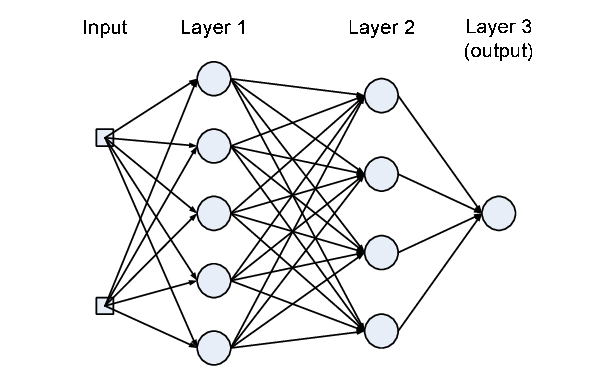 Input
Layer 1
Layer 2
Layer 3
(output)